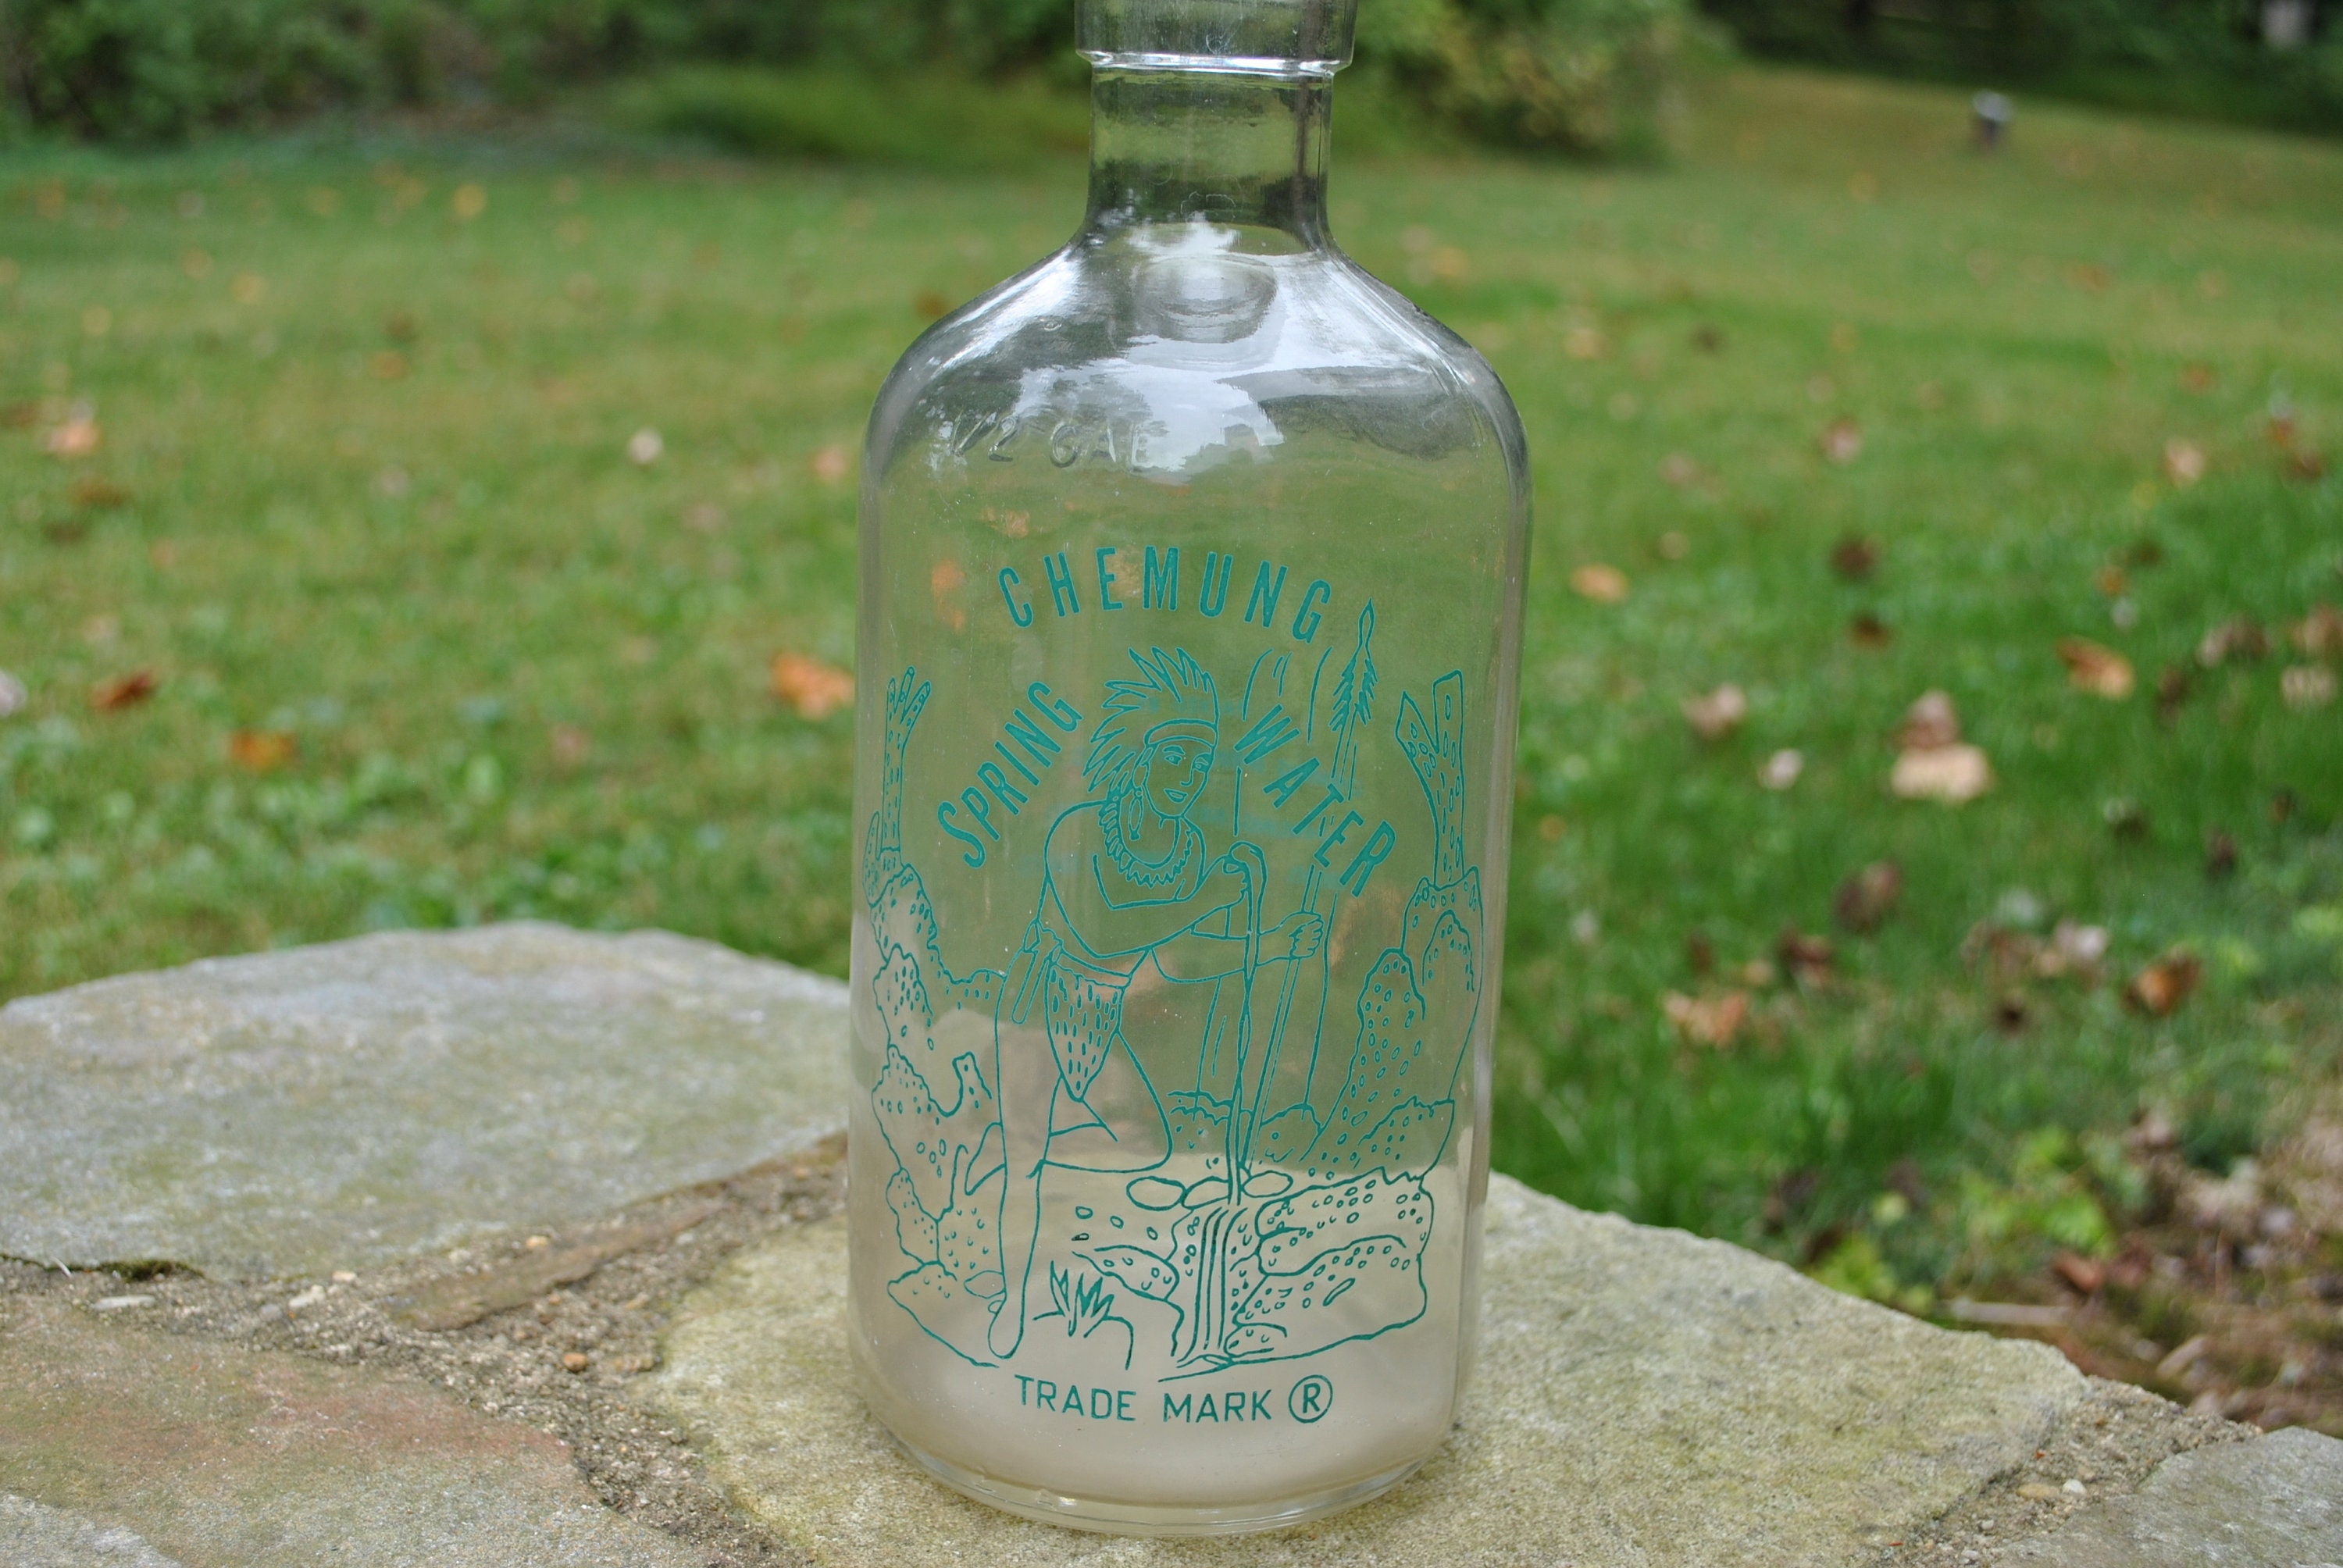 1/2 GAL
CHEMUNG
SPRING WATER
TRADE MARK ®